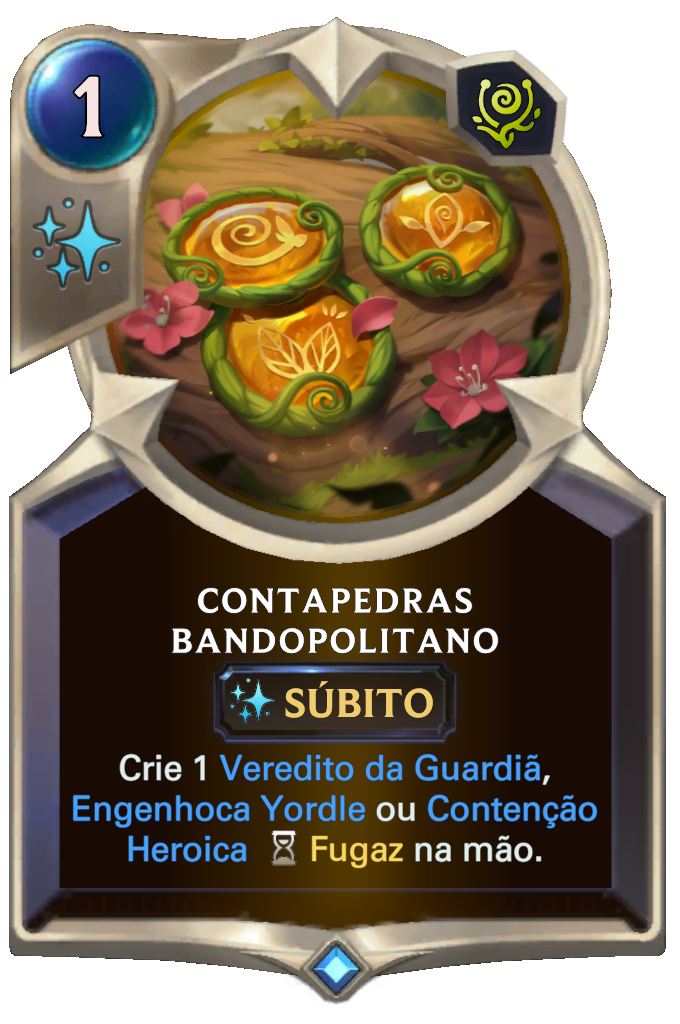 1
CONTAPEDRAS
BANDOPOLITANO
SÚBITO
Crie 1 Veredito da Guardiã,
Engenhoca Yordle ou Contenção
Heroica Fugaz na mão.